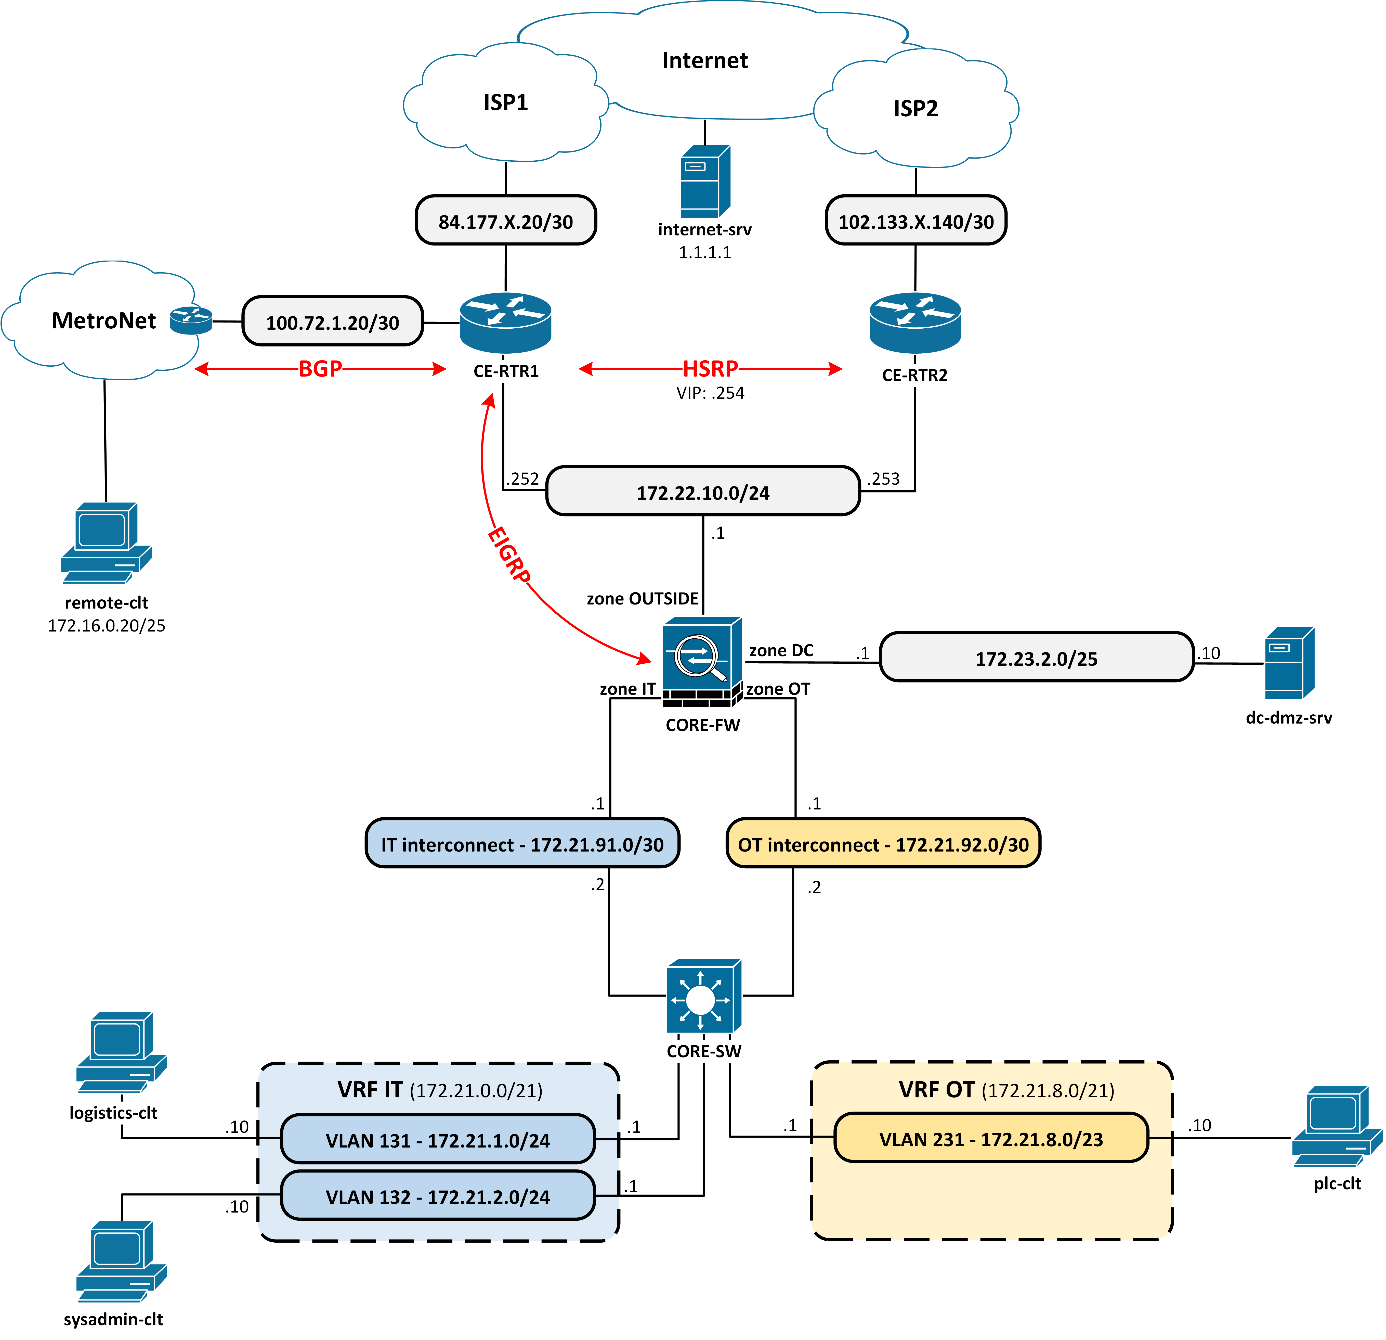 Internet
ISP1
ISP2
84.177.X.20/30
102.133.X.140/30
internet-srv
1.1.1.1
MetroNet
100.72.1.20/30
BGP
CE-RTR1
HSRP
VIP: .254
CE-RTR2
.252
172.22.10.0/24
.253
.1
EIGRP
remote-clt
172.16.0.20/25
zone OUTSIDE
zone DC
.1
172.23.2.0/25
.10
zone IT
zone OT
CORE-FW
dc-dmz-srv
.1
.1
IT interconnect - 172.21.91.0/30
OT interconnect - 172.21.92.0/30
.2
.2
CORE-SW
logistics-clt
VRF IT (172.21.0.0/21)
VRF OT (172.21.8.0/21)
.10
VLAN 131 - 172.21.1.0/24
.1
.1
VLAN 231 - 172.21.8.0/23
.10
.10
VLAN 132 - 172.21.2.0/24
.1
plc-clt
sysadmin-clt